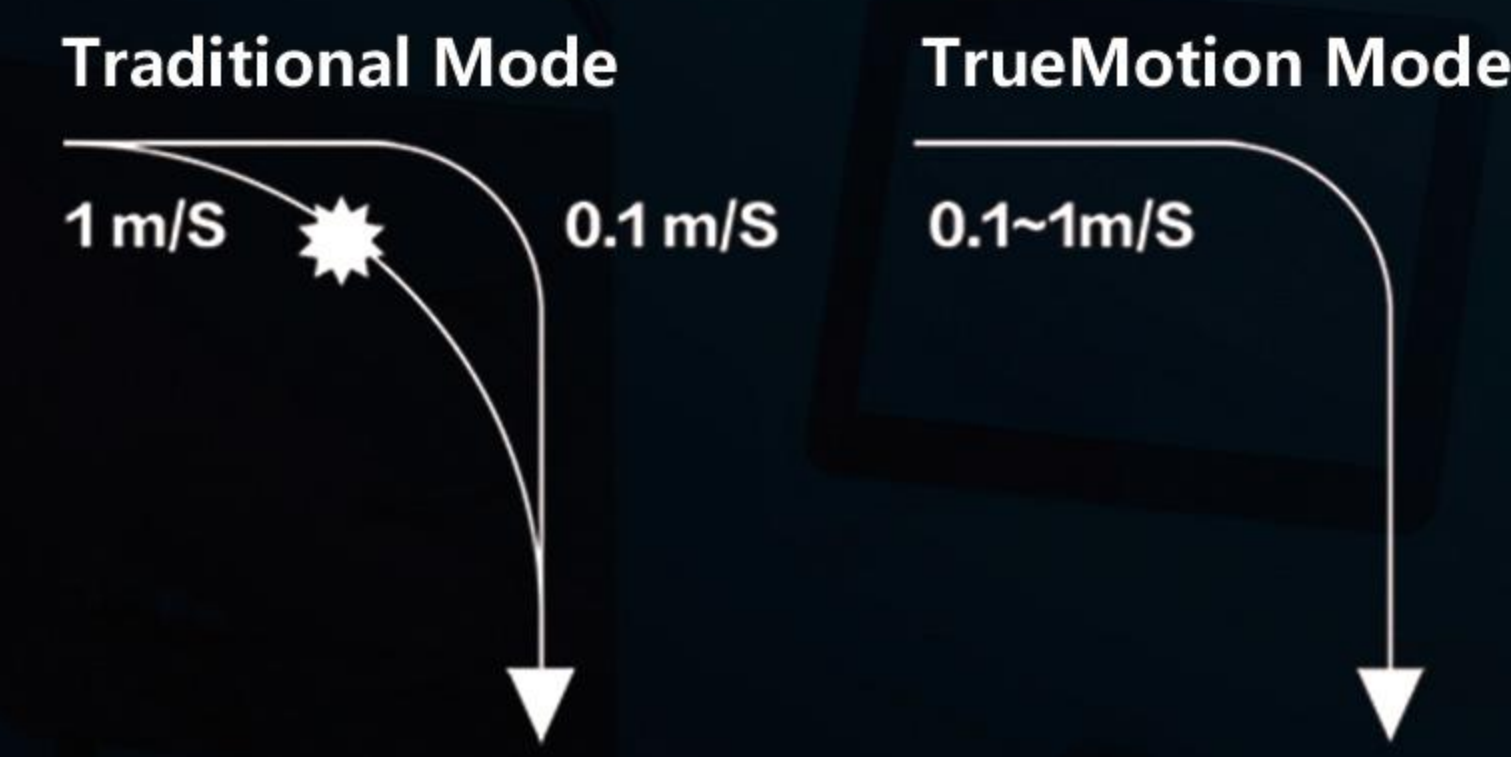 Traditional Mode
1 m/S
0.1 m/S
TrueMotion Mode
0.1~1m/S